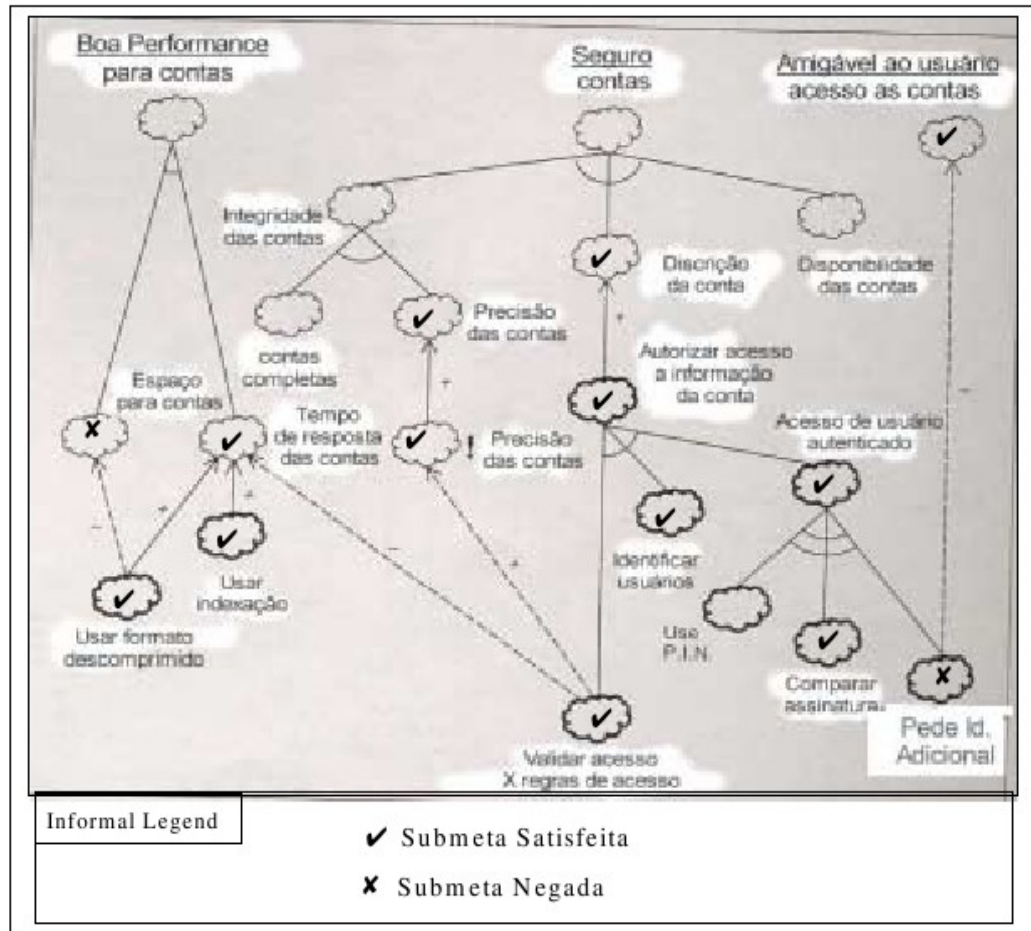 Boa Performance
para contas
Seguro
contas
Amigável ao usuário
acesso as contas
Integridade
das contas
Discrição
da conta
Disponibilidade
das contas
contas
completas
Precisão
das contas
Autorizar acesso
a informação
da conta
Espaço
para contas
Tempo
de resposta
das contas
! Precisão
das contas
Acesso de usuário
autenticado
+
+
-
+
+
-
+
-
Identificar
usuários
Usar
indexação
Usar formato
descomprimido
Use
P.I.N.
Comparar
assinatura
Pede Id.
Adicional
Validar acesso
X regras de acesso
Informal Legend
✔ Submeta Satisfeita
✘ Submeta Negada